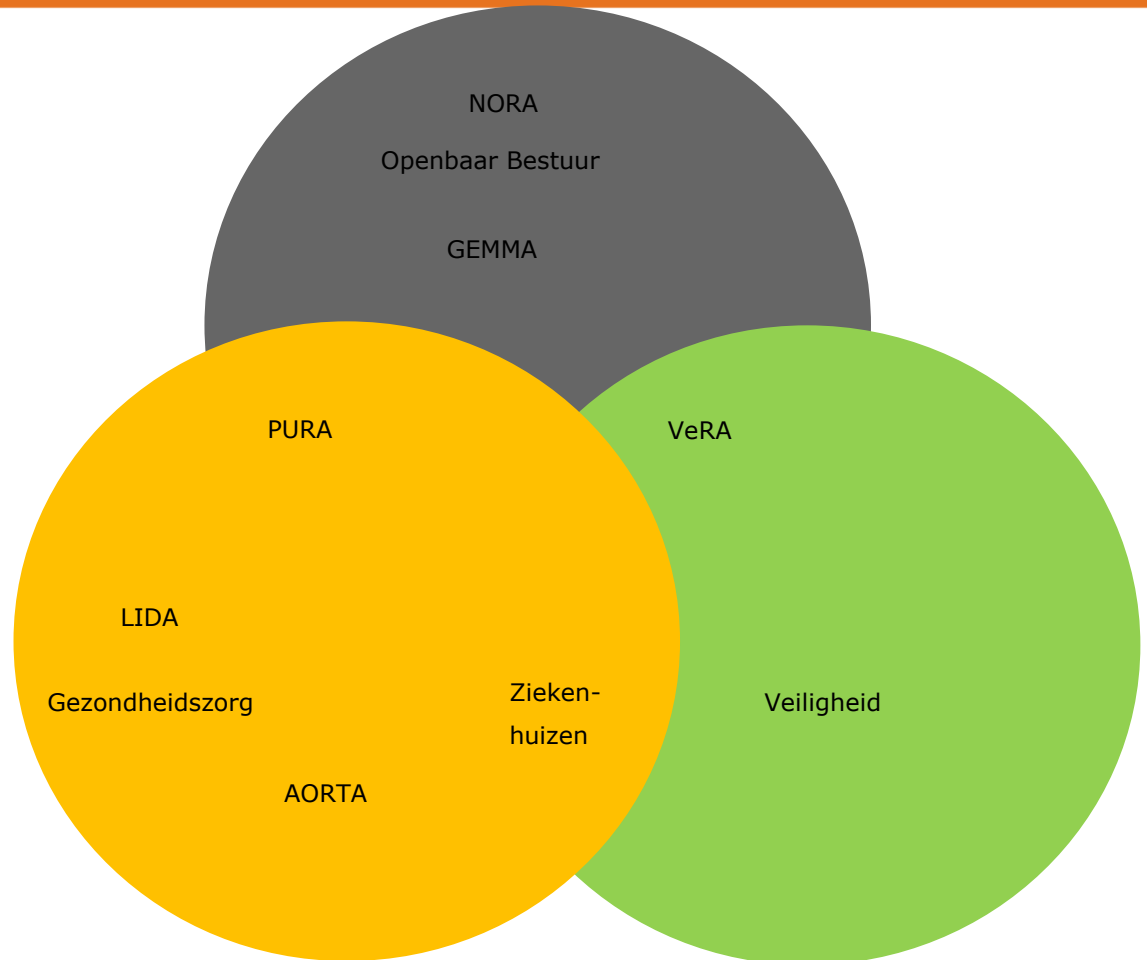 NORA
Openbaar Bestuur
GEMMA
PURA
VeRA
LIDA
Gezondheidszorg
Zieken-
huizen
Veiligheid
AORTA